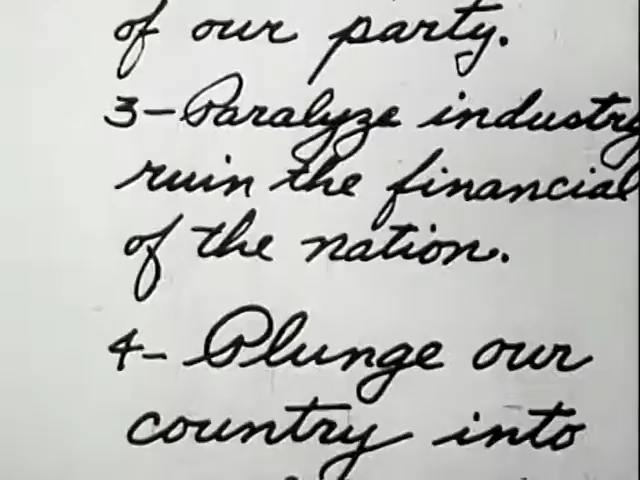 of our party.
3-Paralyze industry
ruin the financial
of the nation.
4- Plunge our
country into